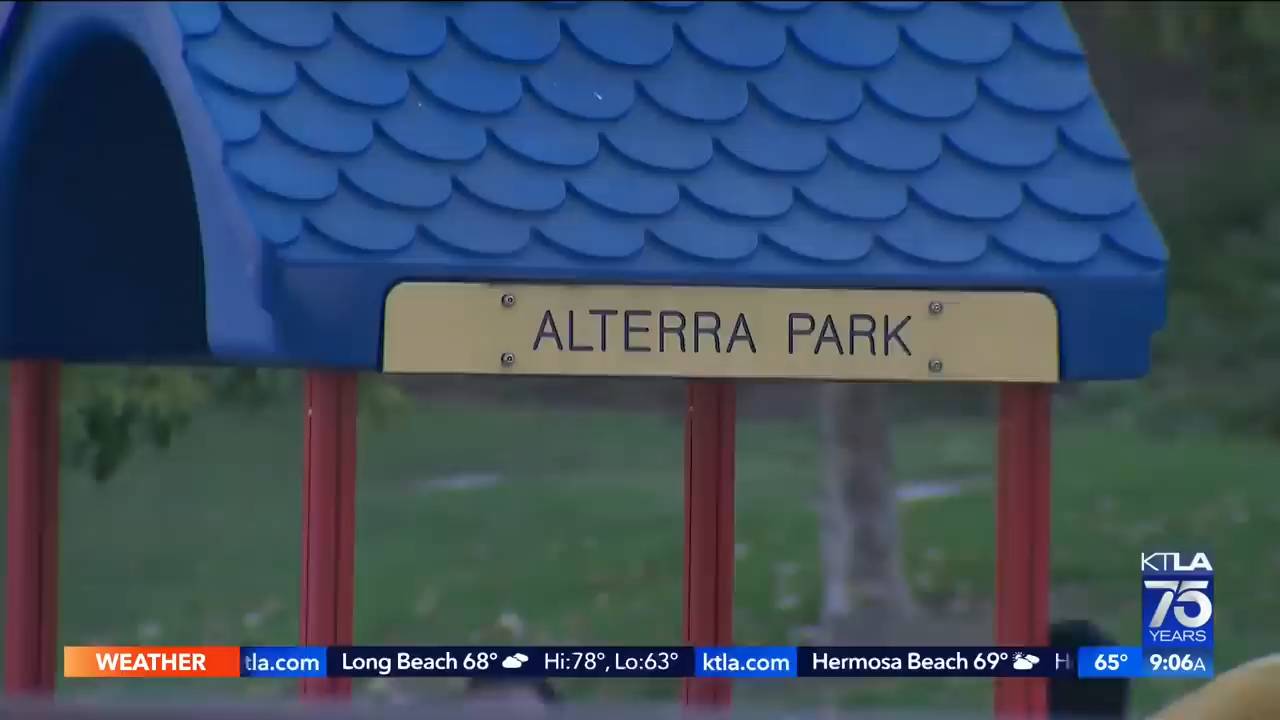 ALTERRA PARK
KTLA
75
YEARS
WEATHER tla.com Long Beach 68° Hi:78°, Lo:63° ktla.com Hermosa Beach 69° H 65° 9:06A